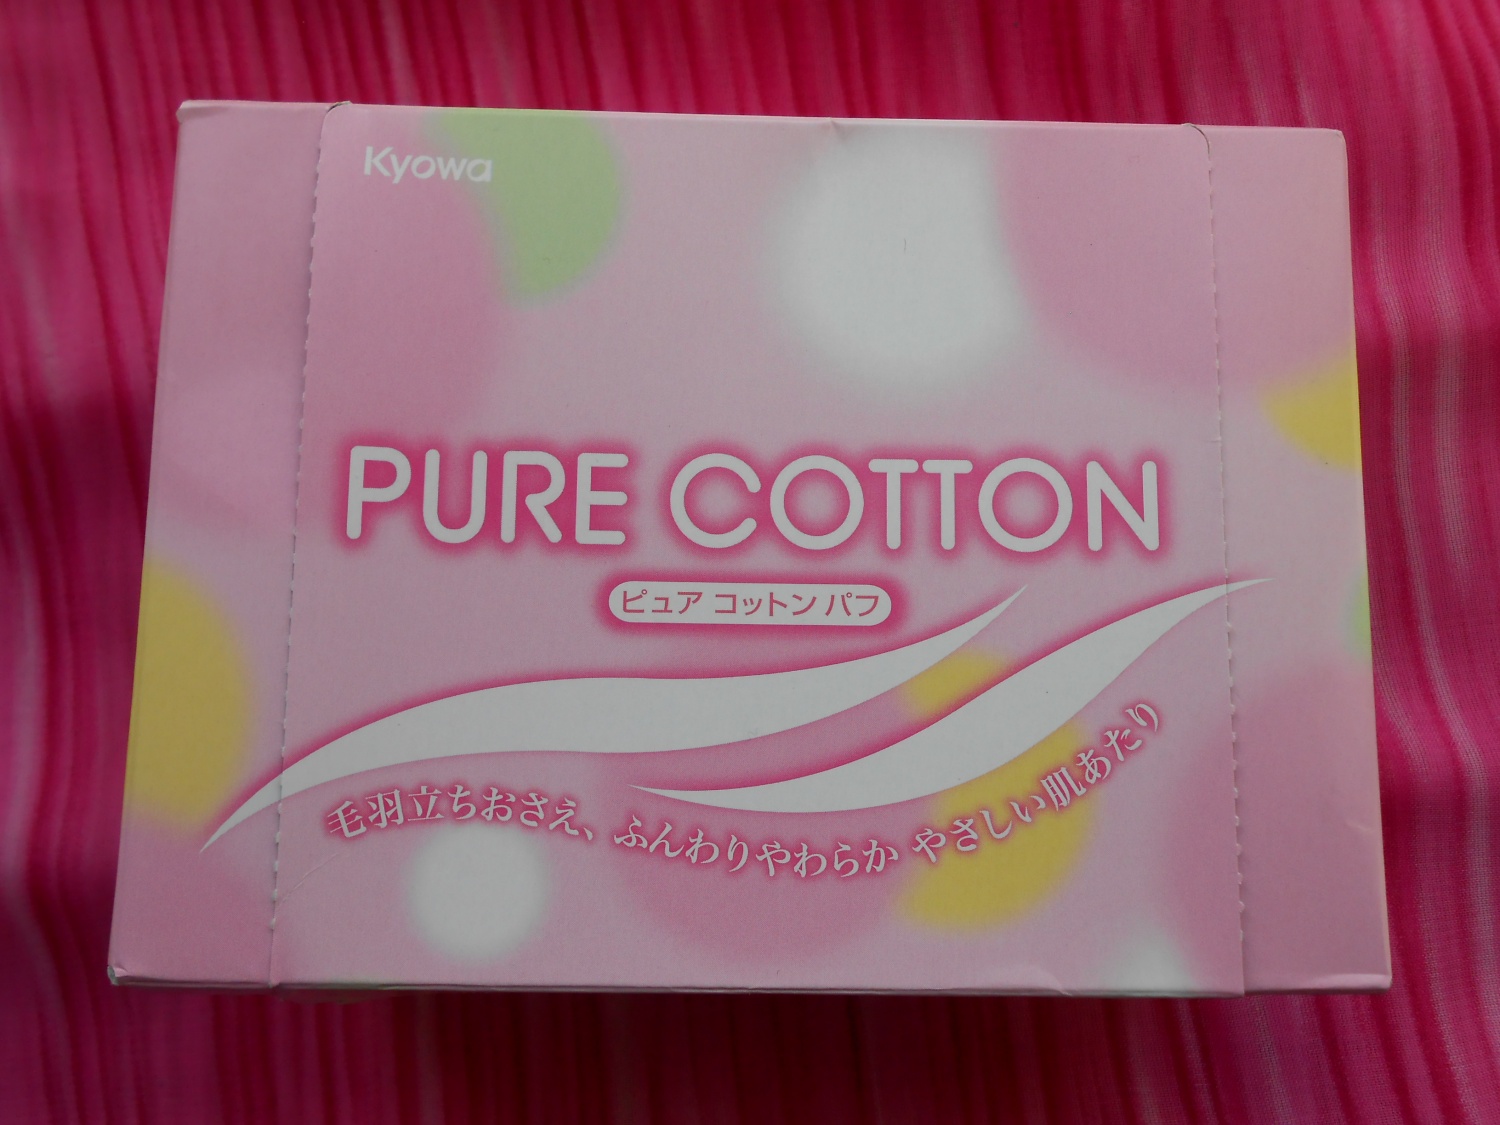 Kyowa
PURE COTTON
ピュア コットン パフ
毛羽立ちおさえ、ふんわりやわらか やさしい肌あたり